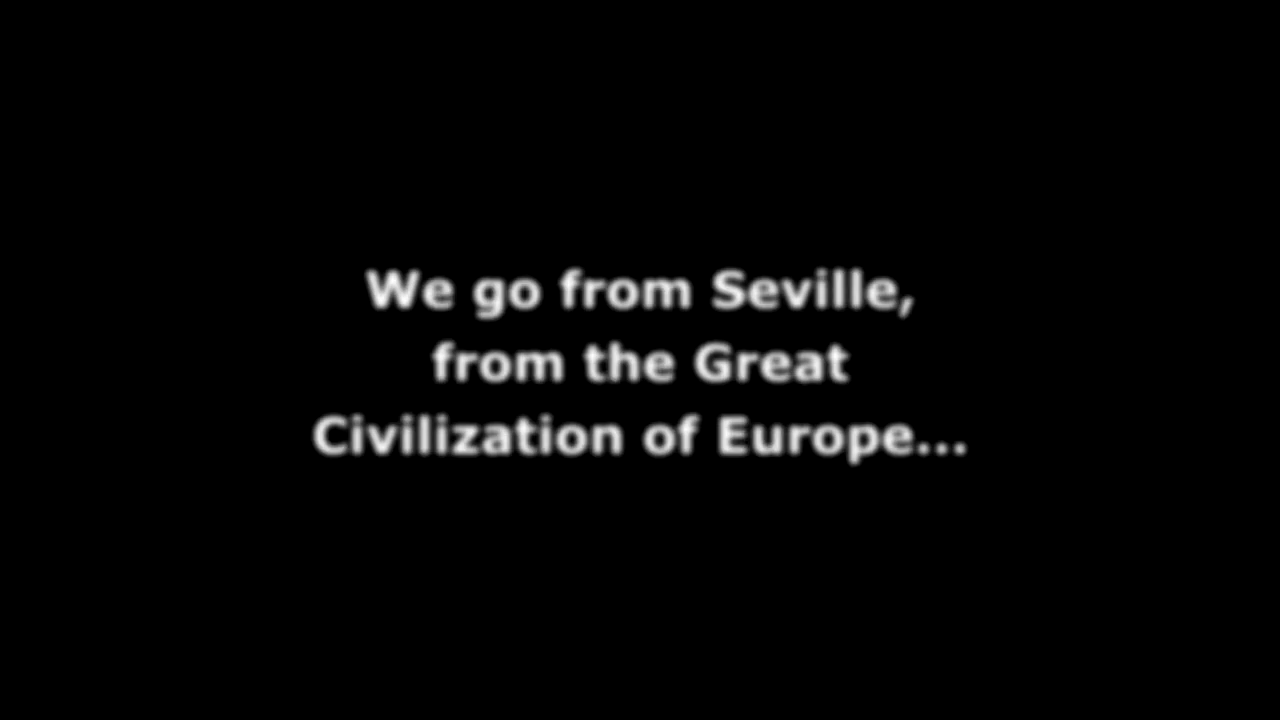 We go from Seville,
from the Great
Civilization of Europe...